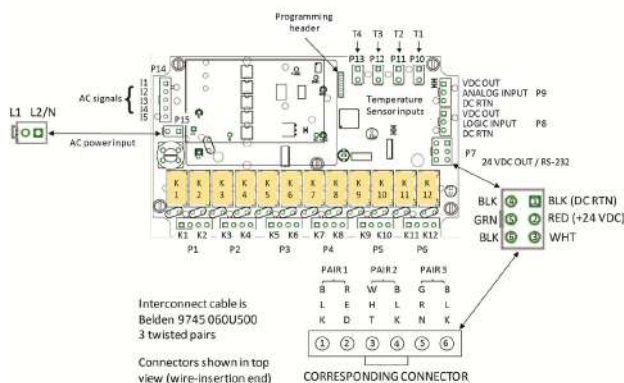 Programming
header
T4 T3 T2 T1
P13 P12 P11 P10
P14
I1
I2
I3
I4
I5
AC signals
P15
L1 L2/N
AC power input
Temperature
Sensor inputs
VDC OUT
ANALOG INPUT P9
DC RTN
VDC OUT
LOGIC INPUT P8
DC RTN
P7
24 VDC OUT / RS-232
K 1 K 2 K 3 K 4 K 5 K 6 K 7 K 8 K 9 K 10 K 11 K 12
K1 K2 K3 K4 K5 K6 K7 K8 K9 K10 K11 K12
P1 P2 P3 P4 P5 P6
BLK 4 1 BLK (DC RTN)
GRN 5 2 RED (+24 VDC)
BLK 6 3 WHT
PAIR 1 PAIR 2 PAIR 3
B R W B G B
L E H L R L
K D T K N K
1 2 3 4 5 6
CORRESPONDING CONNECTOR
Interconnect cable is
Belden 9745 060U500
3 twisted pairs
Connectors shown in top
view (wire-insertion end)